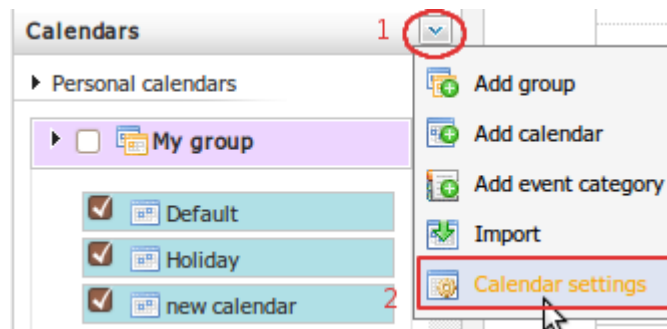 Calendars 1
Personal calendars
My group
Default
Holiday
new calendar 2
Add group
Add calendar
Add event category
Import
Calendar settings